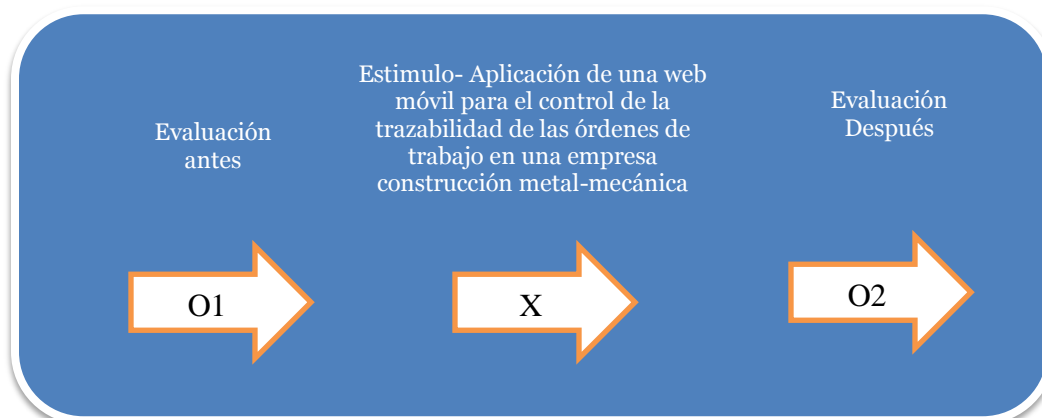 Evaluación
antes
Estimulo- Aplicación de una web
móvil para el control de la
trazabilidad de las órdenes de
trabajo en una empresa
construcción metal-mecánica
Evaluación
Después
O1
X
O2